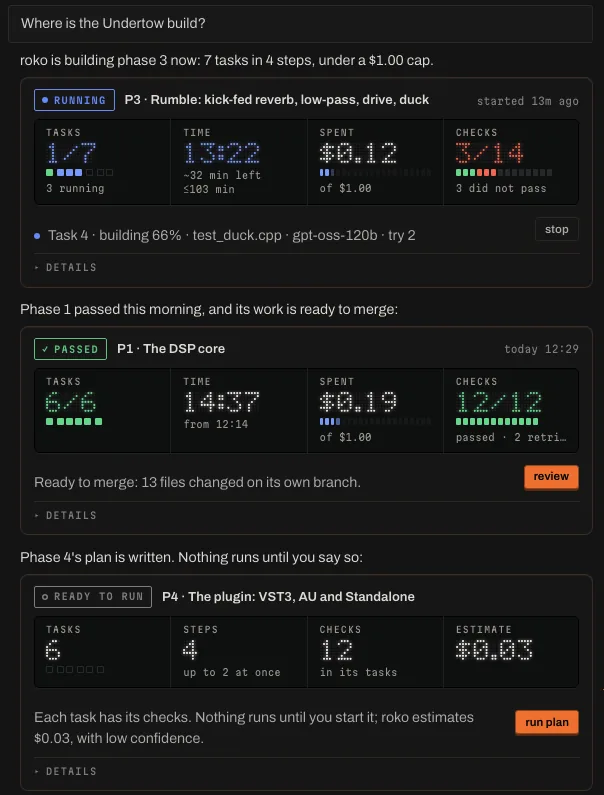 Where is the Undertow build?
roko is building phase 3 now: 7 tasks in 4 steps, under a $1.00 cap.
RUNNING P3 · Rumble: kick-fed reverb, low-pass, drive, duck started 13m ago
TASKS TIME SPENT CHECKS
1/7 13:22 $0.12 3/14
~32 min left
3 running ≤103 min of $1.00 3 did not pass
Task 4 · building 66% · test_duck.cpp · gpt-oss-120b · try 2 stop
DETAILS
Phase 1 passed this morning, and its work is ready to merge:
✓ PASSED P1 · The DSP core today 12:29
TASKS TIME SPENT CHECKS
6/6 14:37 $0.19 12/12
from 12:14 of $1.00 passed · 2 retri…
Ready to merge: 13 files changed on its own branch. review
DETAILS
Phase 4's plan is written. Nothing runs until you say so:
READY TO RUN P4 · The plugin: VST3, AU and Standalone
TASKS STEPS CHECKS ESTIMATE
6 4 12 $0.03
up to 2 at once in its tasks
Each task has its checks. Nothing runs until you start it; roko estimates
$0.03, with low confidence. run plan
DETAILS